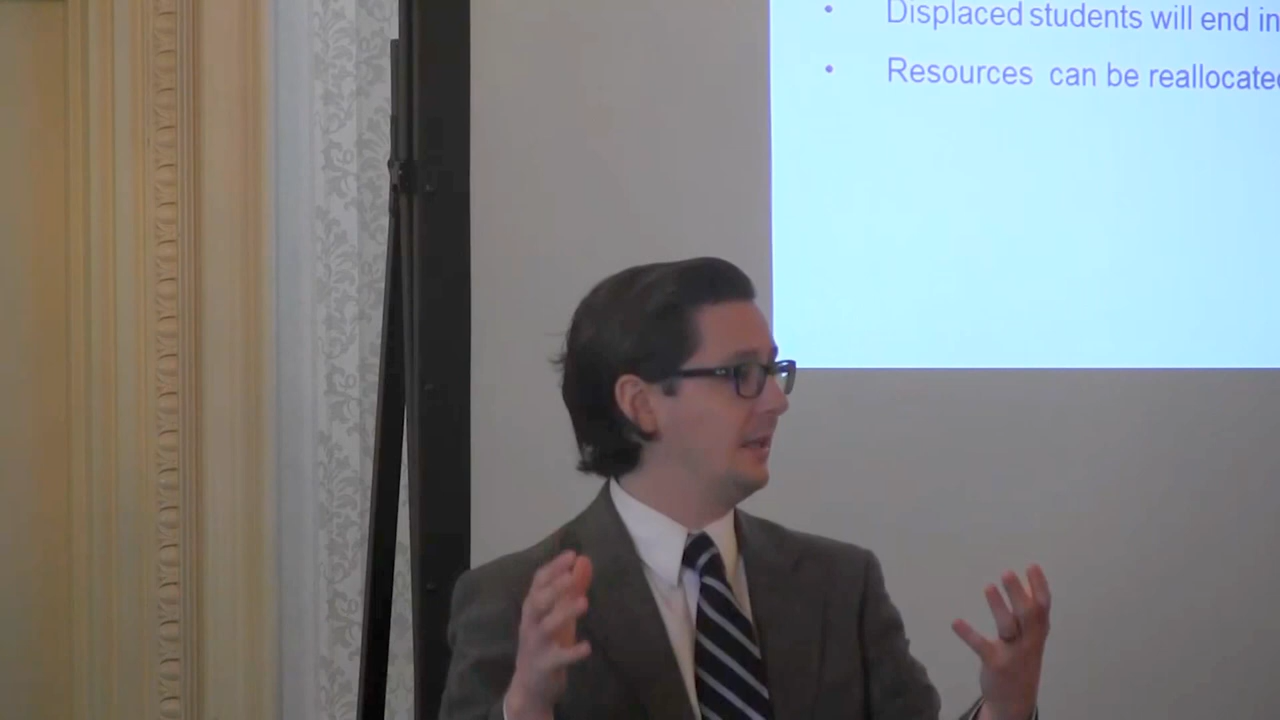 • Displaced students will end in
• Resources can be reallocated